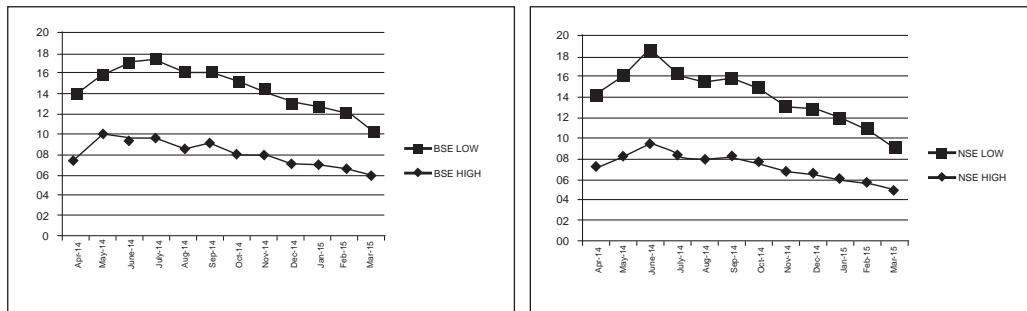 20
18
16
14
12
10
08
06
04
02
0
Apr-14
May-14
June-14
July-14
Aug-14
Sep-14
Oct-14
Nov-14
Dec-14
Jan-15
Feb-15
Mar-15
BSE LOW
BSE HIGH
20
18
16
14
12
10
08
06
04
02
00
Apr-14
May-14
June-14
July-14
Aug-14
Sep-14
Oct-14
Nov-14
Dec-14
Jan-15
Feb-15
Mar-15
NSE LOW
NSE HIGH